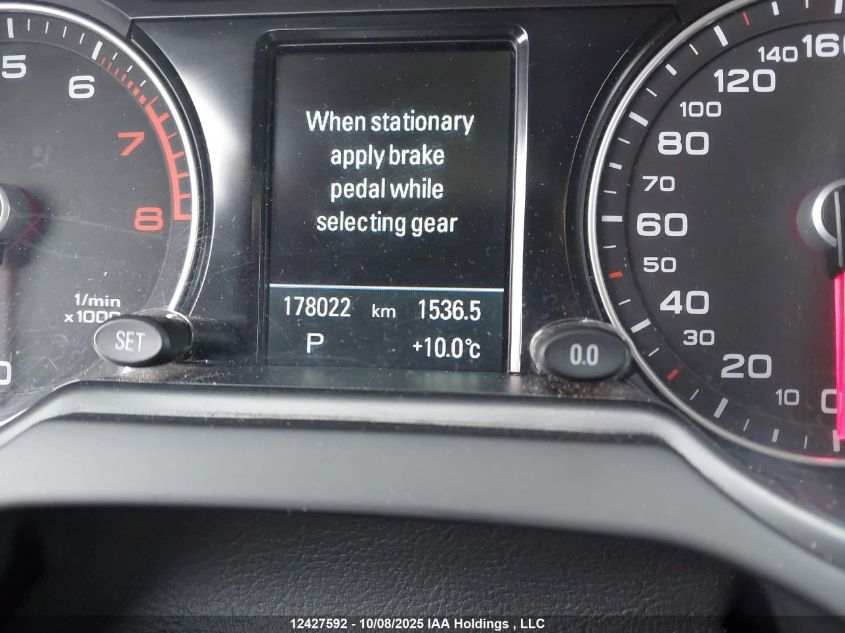 5
6
7
8
1/min
x1000
0
SET
When stationary
apply brake
pedal while
selecting gear
178022 km 1536.5
P +10.0°c
0.0
160
140
120
100
80
70
60
50
40
30
20
10
0
12427592 - 10/08/2025 IAA Holdings , LLC